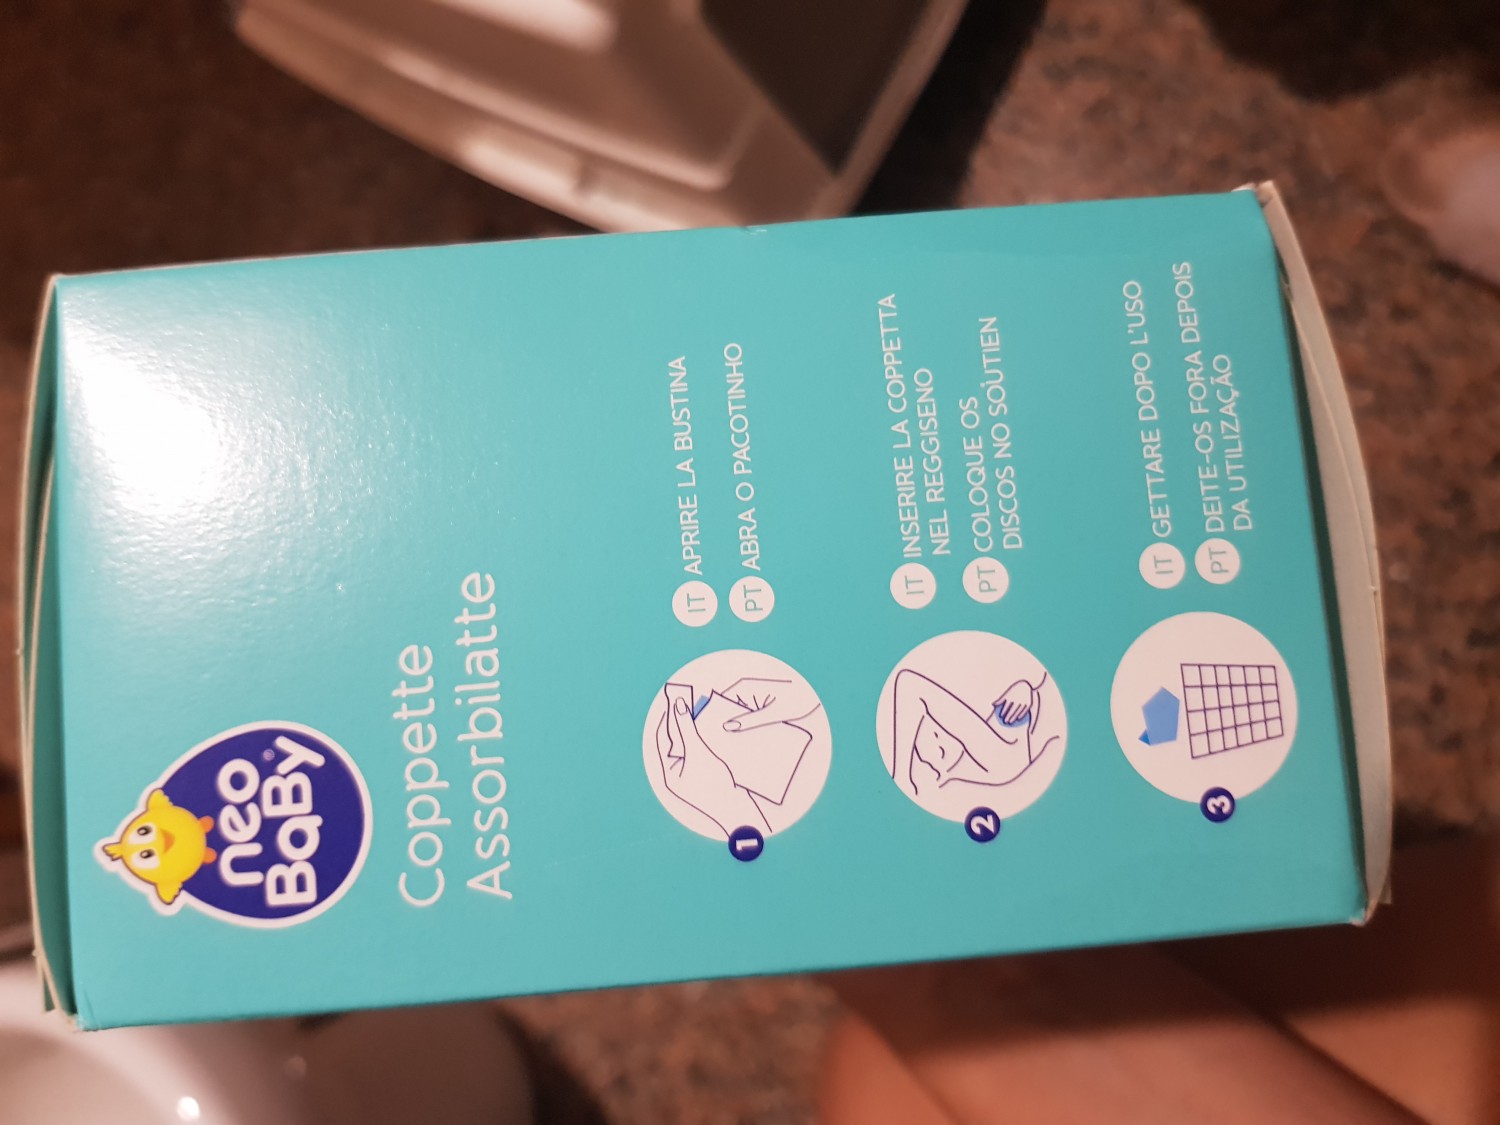 neo
BaBy®
Coppette
Assorbilatte
1
IT APRIRE LA BUSTINA
PT ABRA O PACOTINHO
2
IT INSERIRE LA COPPETTA
NEL REGGISENO
PT COLOQUE OS
DISCOS NO SOUTIEN
3
IT GETTARE DOPO L'USO
PT DEITE-OS FORA DEPOIS
DA UTILIZAÇÃO